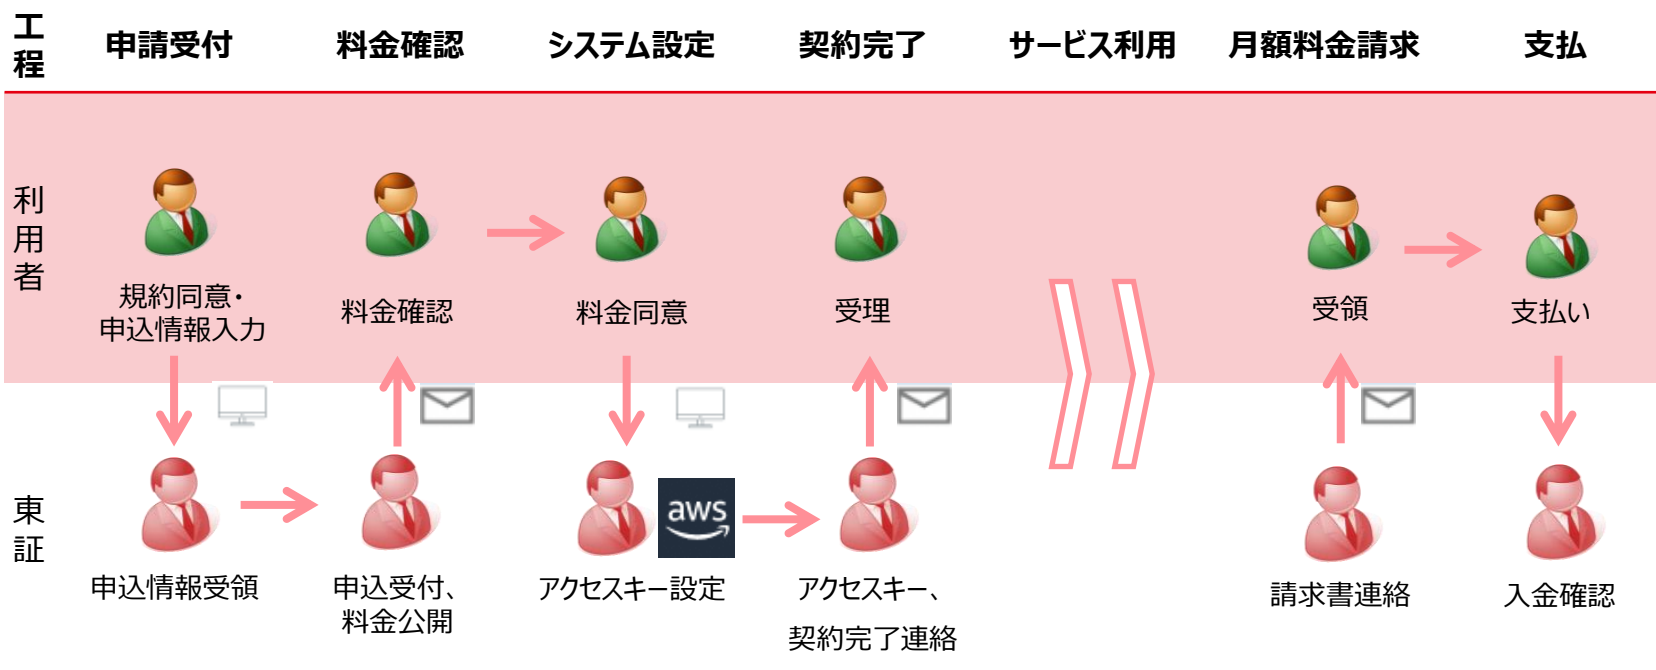 工程
申請受付
料金確認
システム設定
契約完了
サービス利用
月額料金請求
支払
利用者
規約同意・
申込情報入力
料金確認
料金同意
受理
受領
支払い
東証
aws
申込情報受領
申込受付、
料金公開
アクセスキー設定
アクセスキー、
契約完了連絡
請求書連絡
入金確認